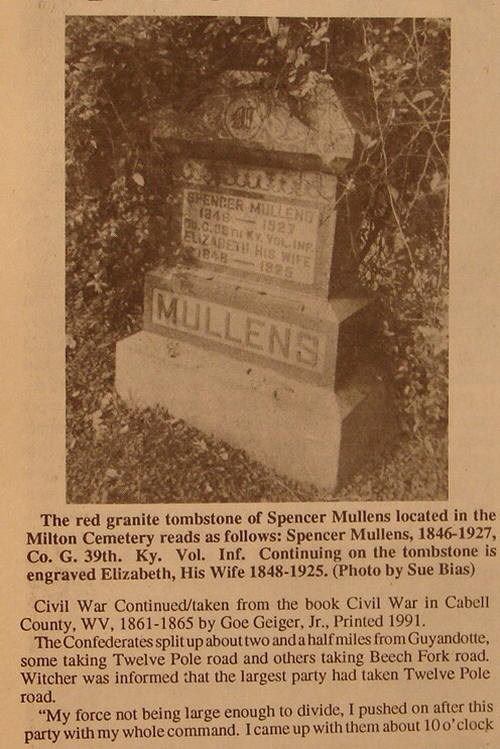 M
SPENCER MULLENS
1846 — 1927
KY. VOL. INF.
ELIZABETH HIS WIFE
1848 — 1925
MULLENS
The red granite tombstone of Spencer Mullens located in the
Milton Cemetery reads as follows: Spencer Mullens, 1846-1927,
Co. G. 39th. Ky. Vol. Inf. Continuing on the tombstone is
engraved Elizabeth, His Wife 1848-1925. (Photo by Sue Bias)
Civil War Continued/taken from the book Civil War in Cabell
County, WV, 1861-1865 by Goe Geiger, Jr., Printed 1991.
The Confederates split up about two and a half miles from Guyandotte,
some taking Twelve Pole road and others taking Beech Fork road.
Witcher was informed that the largest party had taken Twelve Pole
road.
"My force not being large enough to divide, I pushed on after this
party with my whole command. I came up with them about 10 o'clock